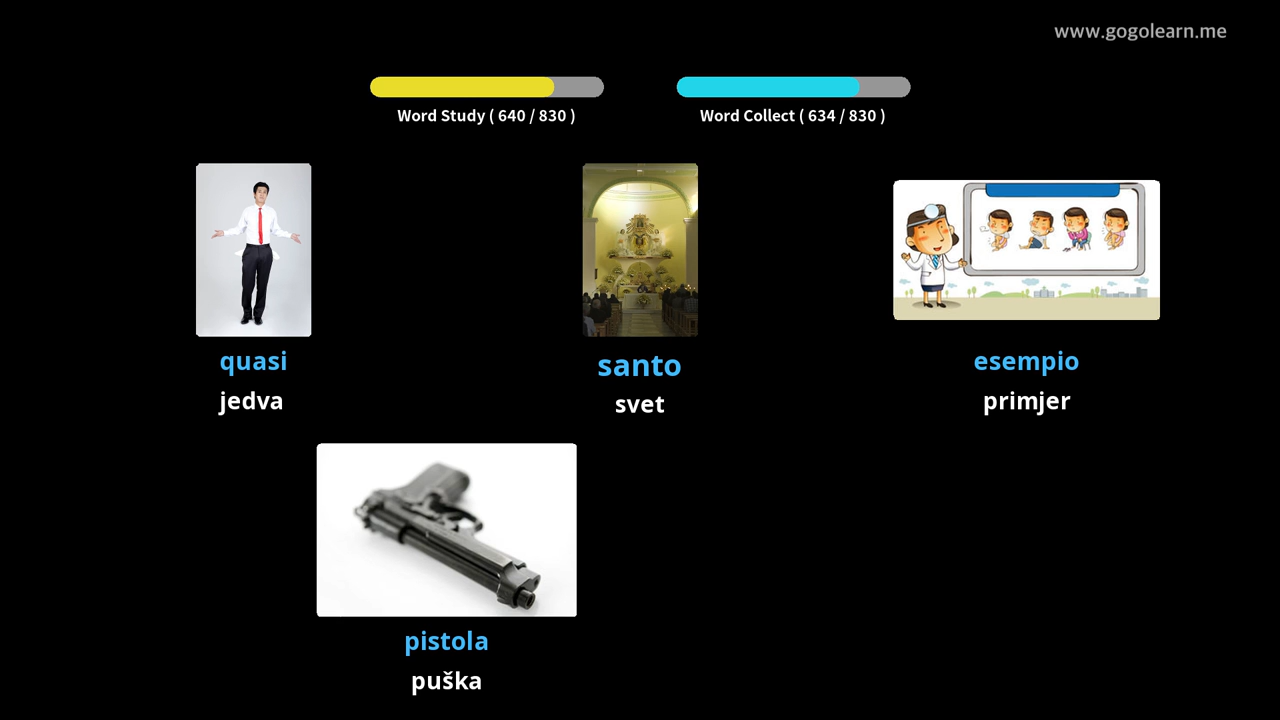 www.gogolearn.me
Word Study ( 640 / 830 )
Word Collect ( 634 / 830 )
quasi
jedva
santo
svet
esempio
primjer
pistola
puška